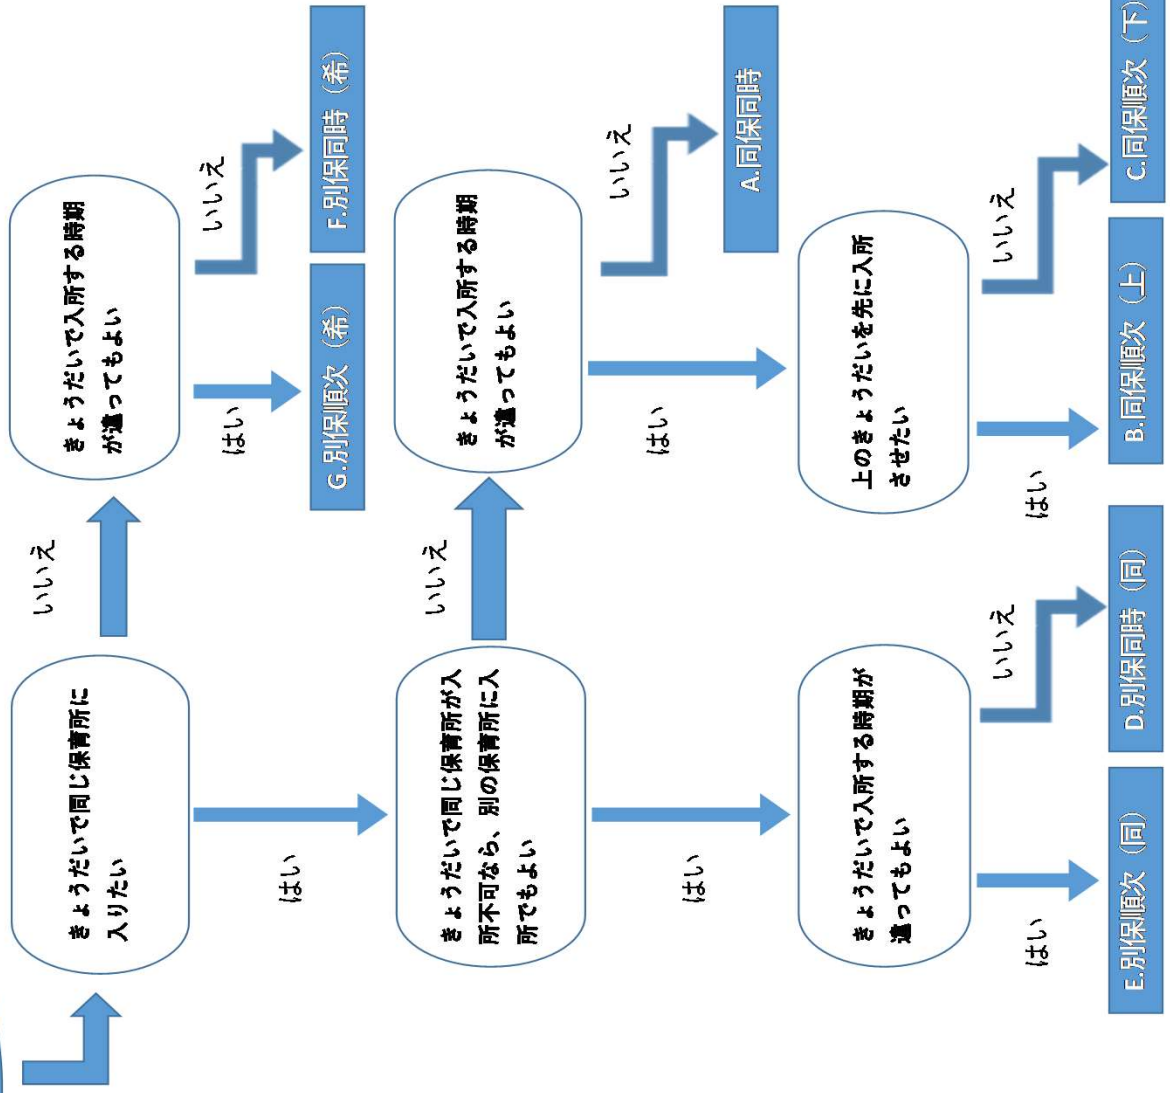 きょうだいで同じ保育所に
入りたい
いいえ
きょうだいで入所する時期
が違ってもよい
はい
いいえ
はい
G.別保順次（希）
F.別保同時（希）
きょうだいで同じ保育所が入
所不可なら、別の保育所に入
所でもよい
いいえ
きょうだいで入所する時期
が違ってもよい
はい
いいえ
はい
A.同保同時
きょうだいで入所する時期が
違ってもよい
上のきょうだいを先に入所
させたい
はい
いいえ
はい
いいえ
E.別保順次（同）
D.別保同時（同）
B.同保順次（上）
C.同保順次（下）